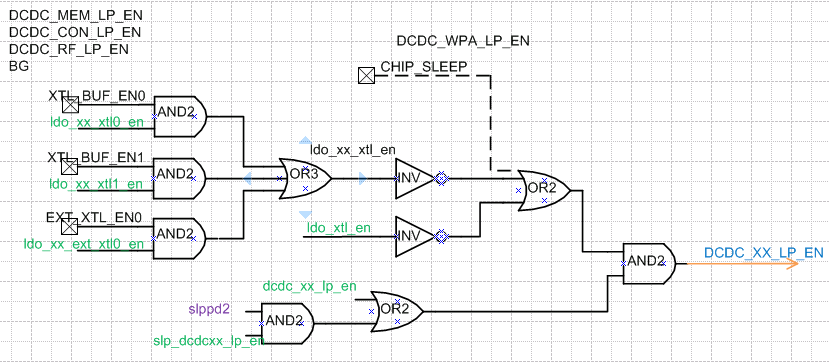 DCDC_MEM_LP_EN
DCDC_CON_LP_EN
DCDC_RF_LP_EN
BG
DCDC_WPA_LP_EN
CHIP_SLEEP
XTL_BUF_EN0
AND2
ldo_xx_xtl0_en
XTL_BUF_EN1
AND2
ldo_xx_xtl1_en
EXT_XTL_EN0
AND2
ldo_xx_ext_xtl0_en
OR3
ldo_xx_xtl_en
INV
ldo_xtl_en
INV
OR2
dcdc_xx_lp_en
slppd2
AND2
slp_dcdcxx_lp_en
OR2
AND2
DCDC_XX_LP_EN